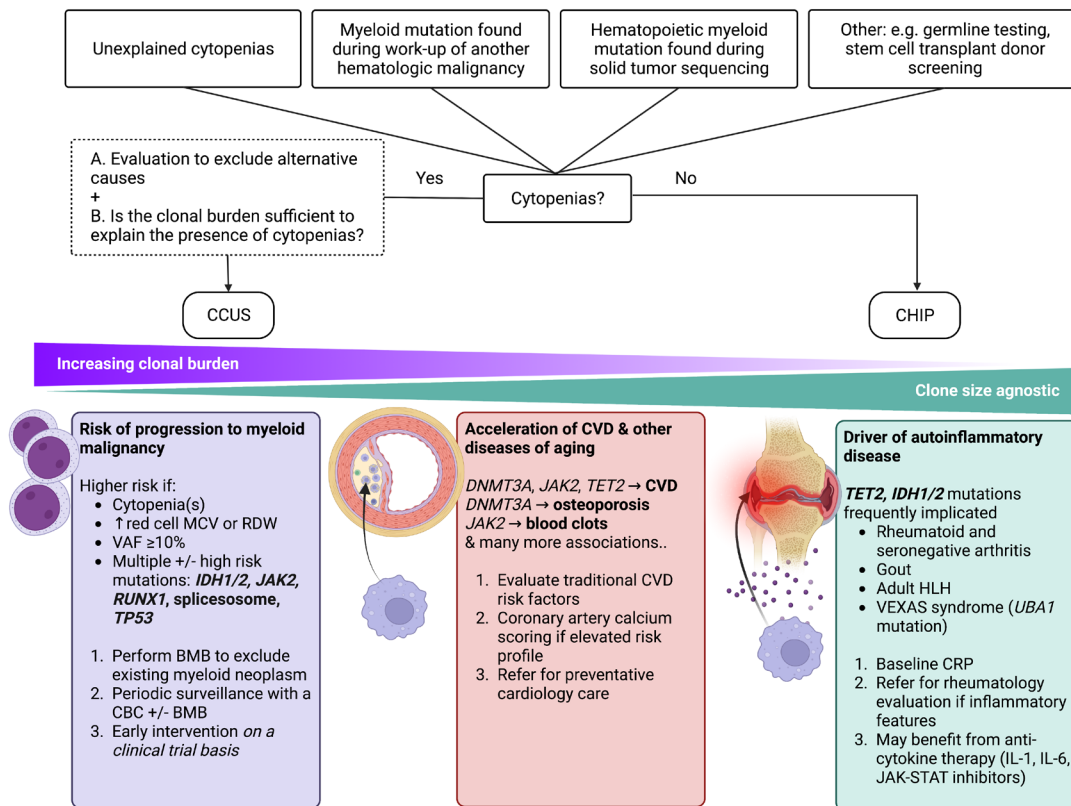 Unexplained cytopenias
Myeloid mutation found
during work-up of another
hematologic malignancy
Hematopoietic myeloid
mutation found during
solid tumor sequencing
Other: e.g. germline testing,
stem cell transplant donor
screening
A. Evaluation to exclude alternative
causes
+
B. Is the clonal burden sufficient to
explain the presence of cytopenias?
Yes
Cytopenias?
No
CCUS
CHIP
Increasing clonal burden
Clone size agnostic
Risk of progression to myeloid
malignancy
Higher risk if:
• Cytopenia(s)
• ↑red cell MCV or RDW
• VAF ≥10%
• Multiple +/- high risk
mutations: IDH1/2, JAK2,
RUNX1, splicesosome,
TP53
1. Perform BMB to exclude
existing myeloid neoplasm
2. Periodic surveillance with a
CBC +/- BMB
3. Early intervention on a
clinical trial basis
Acceleration of CVD & other
diseases of aging
DNMT3A, JAK2, TET2 → CVD
DNMT3A → osteoporosis
JAK2 → blood clots
& many more associations..
1. Evaluate traditional CVD
risk factors
2. Coronary artery calcium
scoring if elevated risk
profile
3. Refer for preventative
cardiology care
Driver of autoinflammatory
disease
TET2, IDH1/2 mutations
frequently implicated
• Rheumatoid and
seronegative arthritis
• Gout
• Adult HLH
• VEXAS syndrome (UBA1
mutation)
1. Baseline CRP
2. Refer for rheumatology
evaluation if inflammatory
features
3. May benefit from anti-
cytokine therapy (IL-1, IL-6,
JAK-STAT inhibitors)